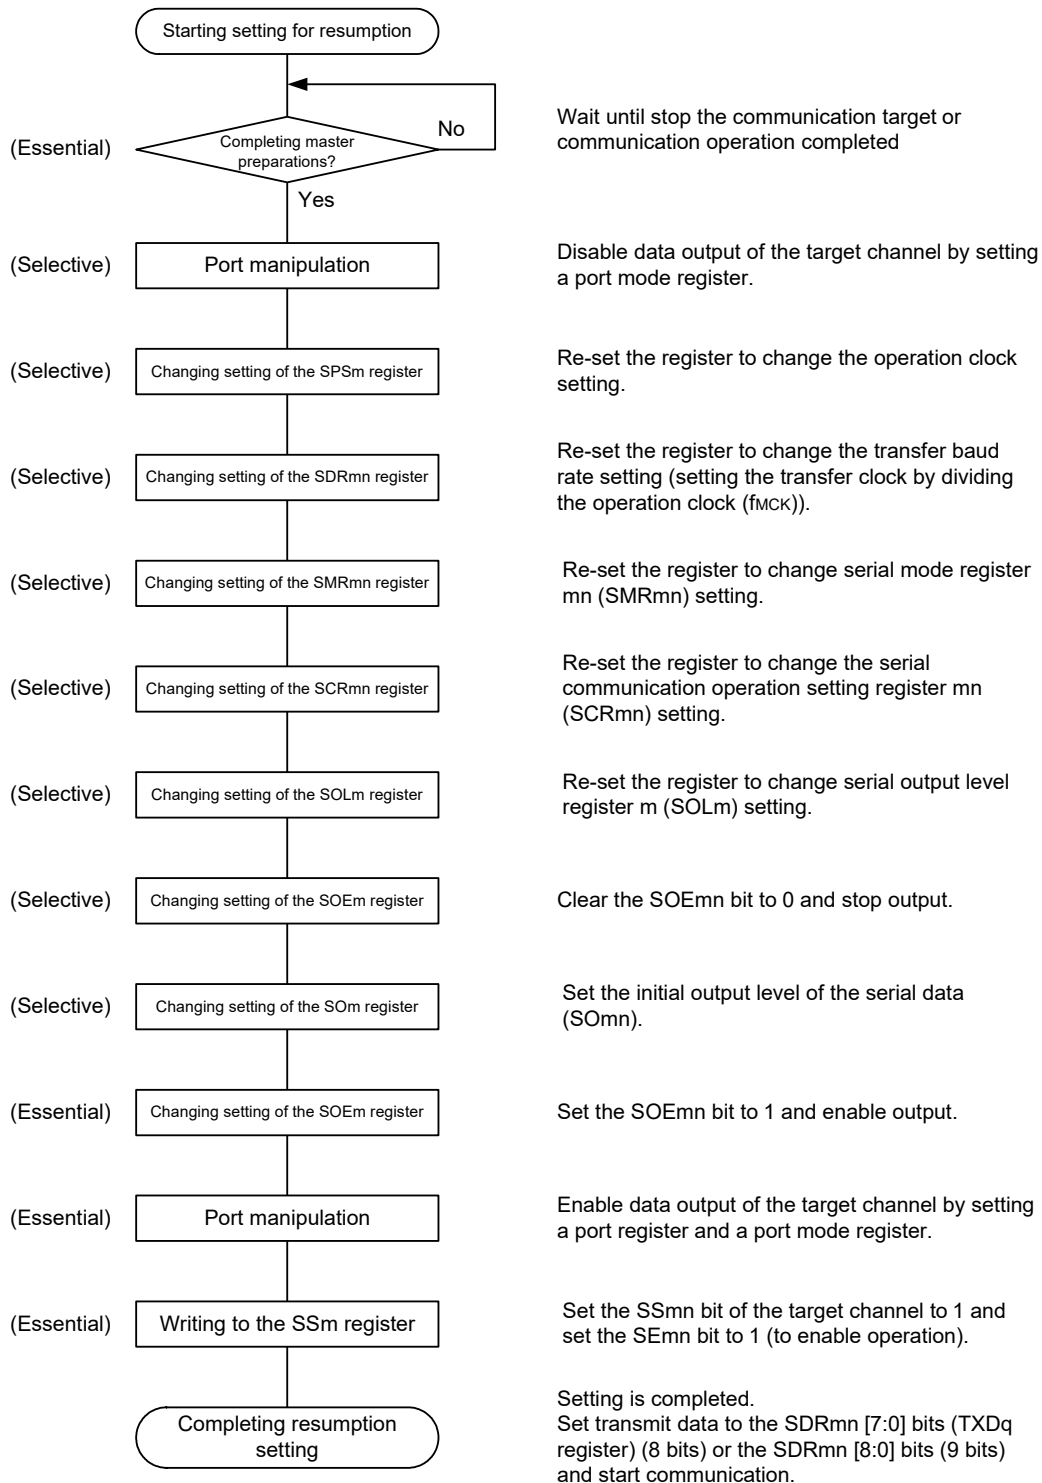 Starting setting for resumption
(Essential)
Completing master
preparations?
No
Yes
Wait until stop the communication target or
communication operation completed
(Selective)
Port manipulation
Disable data output of the target channel by setting
a port mode register.
(Selective)
Changing setting of the SPSm register
Re-set the register to change the operation clock
setting.
(Selective)
Changing setting of the SDRmn register
Re-set the register to change the transfer baud
rate setting (setting the transfer clock by dividing
the operation clock (fMCK)).
(Selective)
Changing setting of the SMRmn register
Re-set the register to change serial mode register
mn (SMRmn) setting.
(Selective)
Changing setting of the SCRmn register
Re-set the register to change the serial
communication operation setting register mn
(SCRmn) setting.
(Selective)
Changing setting of the SOLm register
Re-set the register to change serial output level
register m (SOLm) setting.
(Selective)
Changing setting of the SOEm register
Clear the SOEmn bit to 0 and stop output.
(Selective)
Changing setting of the SOm register
Set the initial output level of the serial data
(SOmn).
(Essential)
Changing setting of the SOEm register
Set the SOEmn bit to 1 and enable output.
(Essential)
Port manipulation
Enable data output of the target channel by setting
a port register and a port mode register.
(Essential)
Writing to the SSm register
Set the SSmn bit of the target channel to 1 and
set the SEmn bit to 1 (to enable operation).
Completing resumption
setting
Setting is completed.
Set transmit data to the SDRmn [7:0] bits (TXDq
register) (8 bits) or the SDRmn [8:0] bits (9 bits)
and start communication.